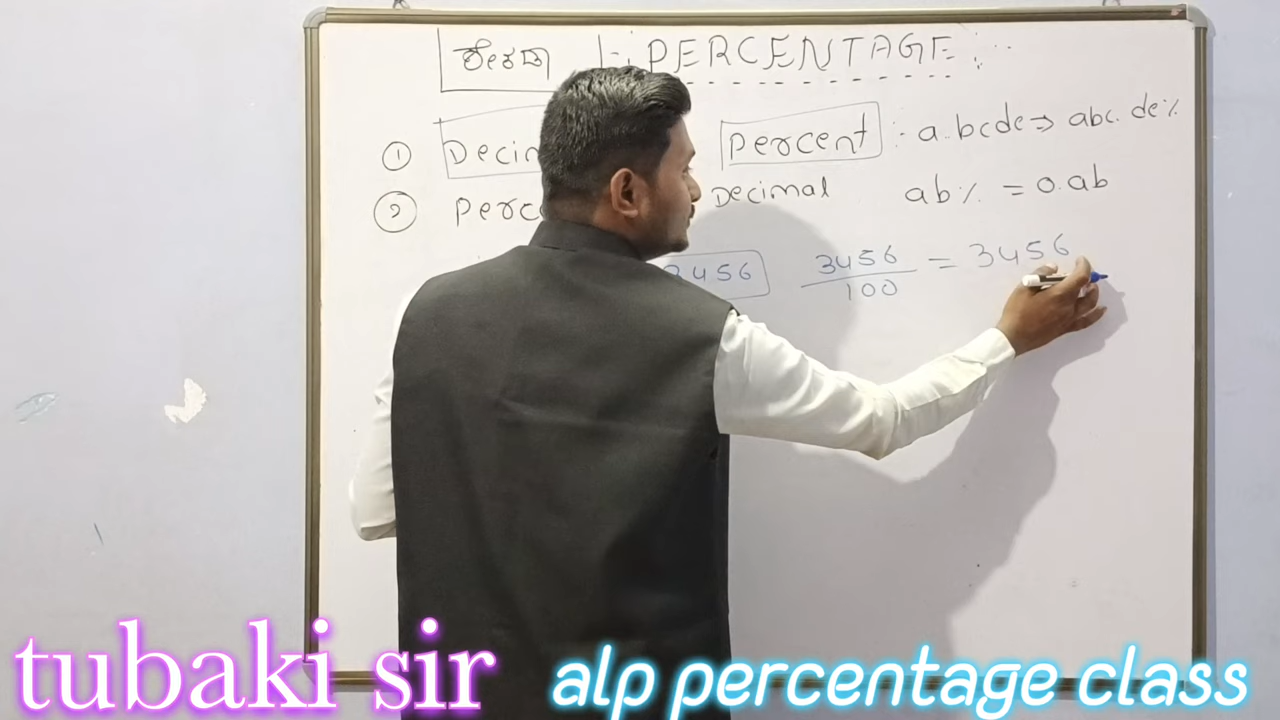 ಶೇಕಡಾ :- PERCENTAGE :-
① Decim Percent :- a.bcde ⇒ abc.de%
② Perc Decimal ab% = 0.ab
3456 3456/100 = 3456
tubaki sir alp percentage class